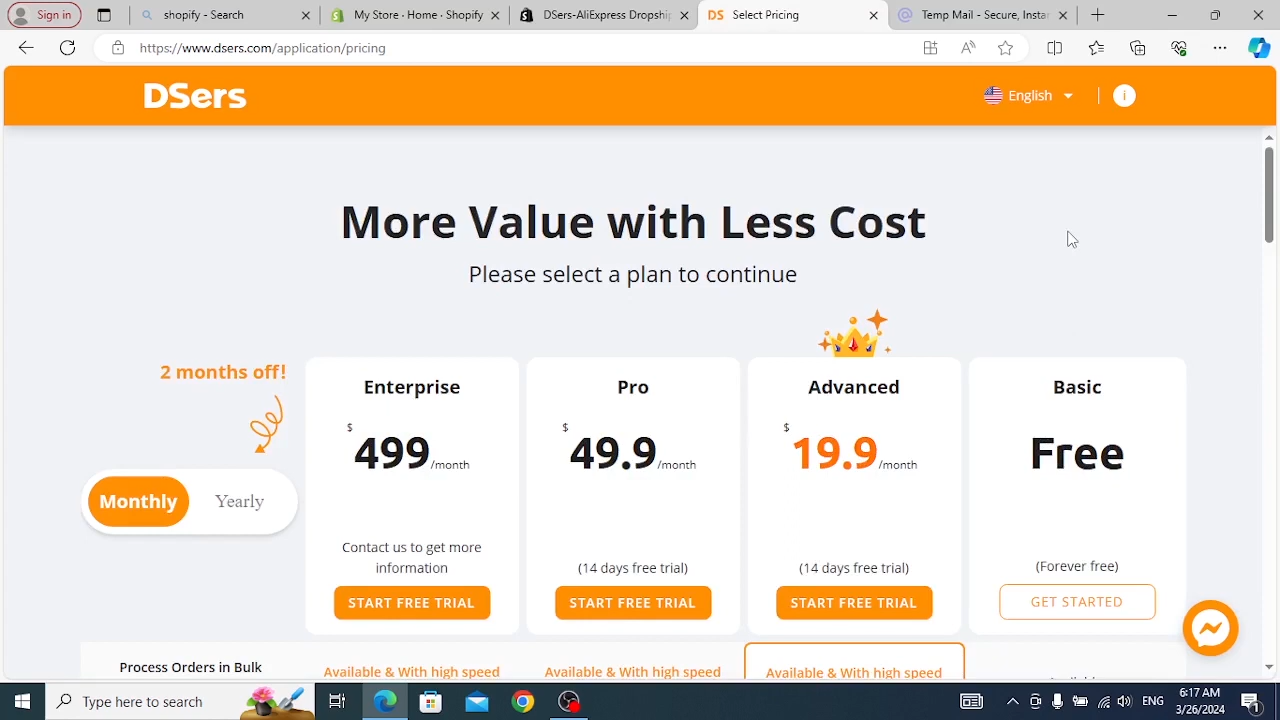 Sign in
shopify - Search
My Store · Home · Shopify
DSers-AliExpress Dropship
DS Select Pricing
Temp Mail - Secure, Instan
https://www.dsers.com/application/pricing
DSers
English
i
More Value with Less Cost
Please select a plan to continue
2 months off!
Monthly
Yearly
Enterprise
$
499 /month
Contact us to get more
information
START FREE TRIAL
Pro
$
49.9 /month
(14 days free trial)
START FREE TRIAL
Advanced
$
19.9 /month
(14 days free trial)
START FREE TRIAL
Basic
Free
(Forever free)
GET STARTED
Process Orders in Bulk
Available & With high speed
Available & With high speed
Available & With high speed
Type here to search
ENG
6:17 AM
3/26/2024
1